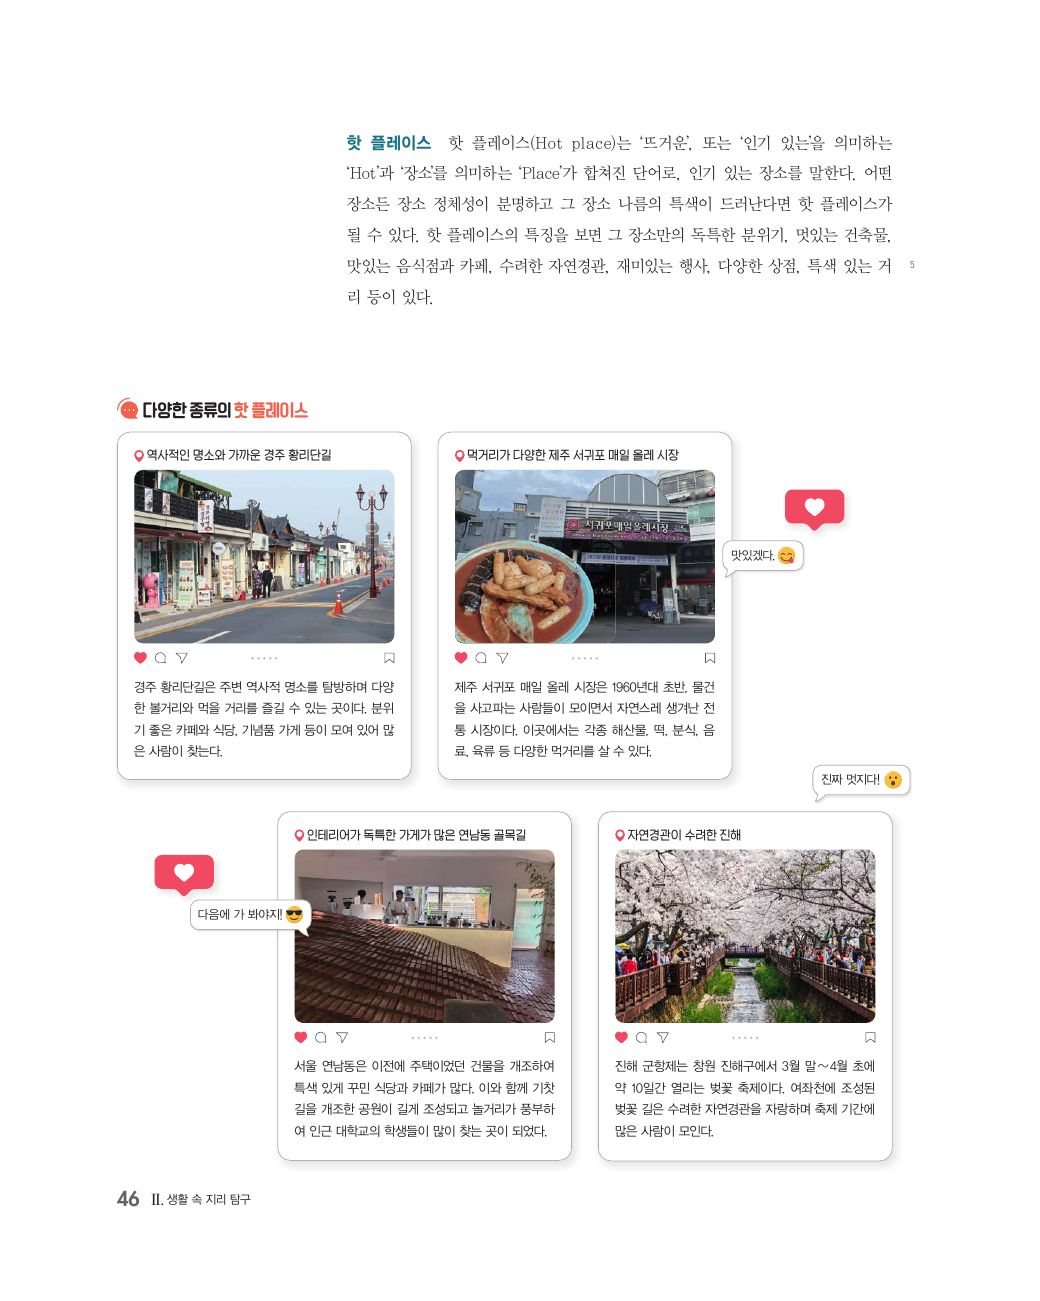 핫 플레이스 핫 플레이스(Hot place)는 ‘뜨거운’, 또는 ‘인기 있는’을 의미하는
‘Hot’과 ‘장소’를 의미하는 ‘Place’가 합쳐진 단어로, 인기 있는 장소를 말한다. 어떤
장소든 장소 정체성이 분명하고 그 장소 나름의 특색이 드러난다면 핫 플레이스가
될 수 있다. 핫 플레이스의 특징을 보면 그 장소만의 독특한 분위기, 멋있는 건축물,
맛있는 음식점과 카페, 수려한 자연경관, 재미있는 행사, 다양한 상점, 특색 있는 거
5
리 등이 있다.
다양한 종류의 핫 플레이스
역사적인 명소와 가까운 경주 황리단길
경주 황리단길은 주변 역사적 명소를 탐방하며 다양
한 볼거리와 먹을 거리를 즐길 수 있는 곳이다. 분위
기 좋은 카페와 식당, 기념품 가게 등이 모여 있어 많
은 사람이 찾는다.
먹거리가 다양한 제주 서귀포 매일 올레 시장
서귀포매일올레시장
맛있겠다.
제주 서귀포 매일 올레 시장은 1960년대 초반, 물건
을 사고파는 사람들이 모이면서 자연스레 생겨난 전
통 시장이다. 이곳에서는 각종 해산물, 떡, 분식, 음
료, 육류 등 다양한 먹거리를 살 수 있다.
인테리어가 독특한 가게가 많은 연남동 골목길
다음에 가 봐야지!
서울 연남동은 이전에 주택이었던 건물을 개조하여
특색 있게 꾸민 식당과 카페가 많다. 이와 함께 기찻
길을 개조한 공원이 길게 조성되고 놀거리가 풍부하
여 인근 대학교의 학생들이 많이 찾는 곳이 되었다.
진짜 멋지다!
자연경관이 수려한 진해
진해 군항제는 창원 진해구에서 3월 말～4월 초에
약 10일간 열리는 벚꽃 축제이다. 여좌천에 조성된
벚꽃 길은 수려한 자연경관을 자랑하며 축제 기간에
많은 사람이 모인다.
46 Ⅱ. 생활 속 지리 탐구